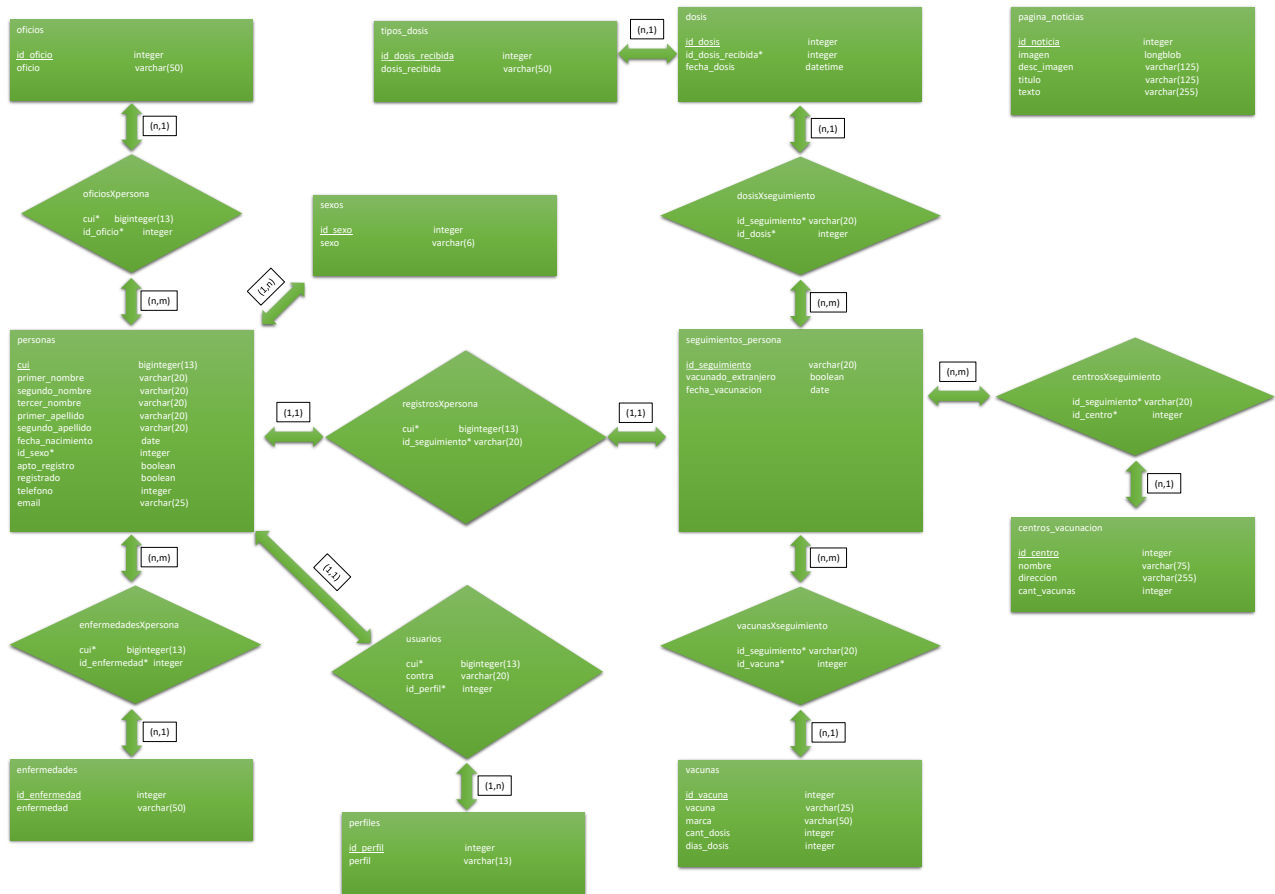 oficios
id_oficio integer
oficio varchar(50)
tipos_dosis
id_dosis_recibida integer
dosis_recibida varchar(50)
(n,1)
dosis
id_dosis integer
id_dosis_recibida* integer
fecha_dosis datetime
pagina_noticias
id_noticia integer
imagen longblob
desc_imagen varchar(125)
titulo varchar(125)
texto varchar(255)
(n,1)
(n,1)
oficiosXpersona
cui* biginteger(13)
id_oficio* integer
sexos
id_sexo integer
sexo varchar(6)
dosisXseguimiento
id_seguimiento* varchar(20)
id_dosis* integer
(n,m)
(1,n)
(n,m)
personas
cui biginteger(13)
primer_nombre varchar(20)
segundo_nombre varchar(20)
tercer_nombre varchar(20)
primer_apellido varchar(20)
segundo_apellido varchar(20)
fecha_nacimiento date
id_sexo* integer
apto_registro boolean
registrado boolean
telefono integer
email varchar(25)
(1,1)
registrosXpersona
cui* biginteger(13)
id_seguimiento* varchar(20)
(1,1)
seguimientos_persona
id_seguimiento varchar(20)
vacunado_extranjero boolean
fecha_vacunacion date
(n,m)
centrosXseguimiento
id_seguimiento* varchar(20)
id_centro* integer
(n,1)
centros_vacunacion
id_centro integer
nombre varchar(75)
direccion varchar(255)
cant_vacunas integer
(n,m)
(1,1)
(n,m)
enfermedadesXpersona
cui* biginteger(13)
id_enfermedad* integer
usuarios
cui* biginteger(13)
contra varchar(20)
id_perfil* integer
vacunasXseguimiento
id_seguimiento* varchar(20)
id_vacuna* integer
(n,1)
(1,n)
(n,1)
enfermedades
id_enfermedad integer
enfermedad varchar(50)
perfiles
id_perfil integer
perfil varchar(13)
vacunas
id_vacuna integer
vacuna varchar(25)
marca varchar(50)
cant_dosis integer
dias_dosis integer